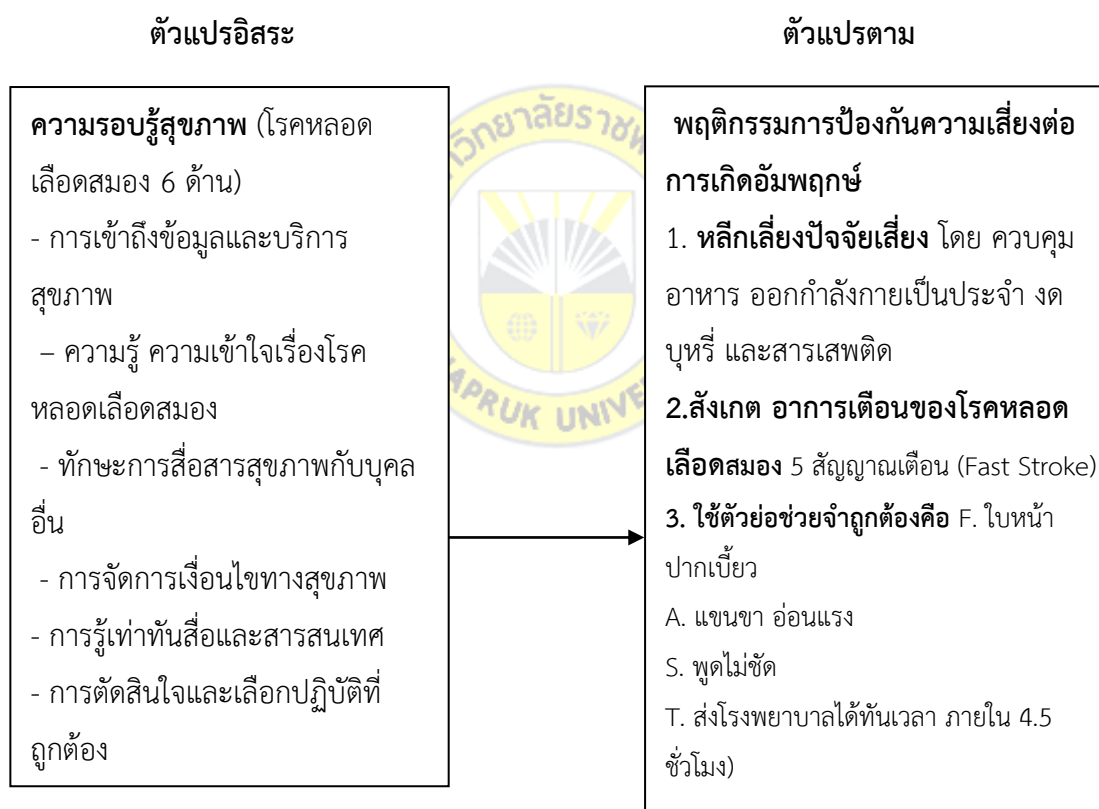 ตัวแปรอิสระ
ตัวแปรตาม
ความรอบรู้สุขภาพ (โรคหลอด
เลือดสมอง 6 ด้าน)
- การเข้าถึงข้อมูลและบริการ
สุขภาพ
– ความรู้ ความเข้าใจเรื่องโรค
หลอดเลือดสมอง
- ทักษะการสื่อสารสุขภาพกับบุคล
อื่น
- การจัดการเงื่อนไขทางสุขภาพ
- การรู้เท่าทันสื่อและสารสนเทศ
- การตัดสินใจและเลือกปฏิบัติที่
ถูกต้อง
พฤติกรรมการป้องกันความเสี่ยงต่อ
การเกิดอัมพฤกษ์
1. หลีกเลี่ยงปัจจัยเสี่ยง โดย ควบคุม
อาหาร ออกกำลังกายเป็นประจำ งด
บุหรี่ และสารเสพติด
2.สังเกต อาการเตือนของโรคหลอด
เลือดสมอง 5 สัญญาณเตือน (Fast Stroke)
3. ใช้ตัวย่อช่วยจำถูกต้องคือ F. ใบหน้า
ปากเบี้ยว
A. แขนขา อ่อนแรง
S. พูดไม่ชัด
T. ส่งโรงพยาบาลได้ทันเวลา ภายใน 4.5
ชั่วโมง)